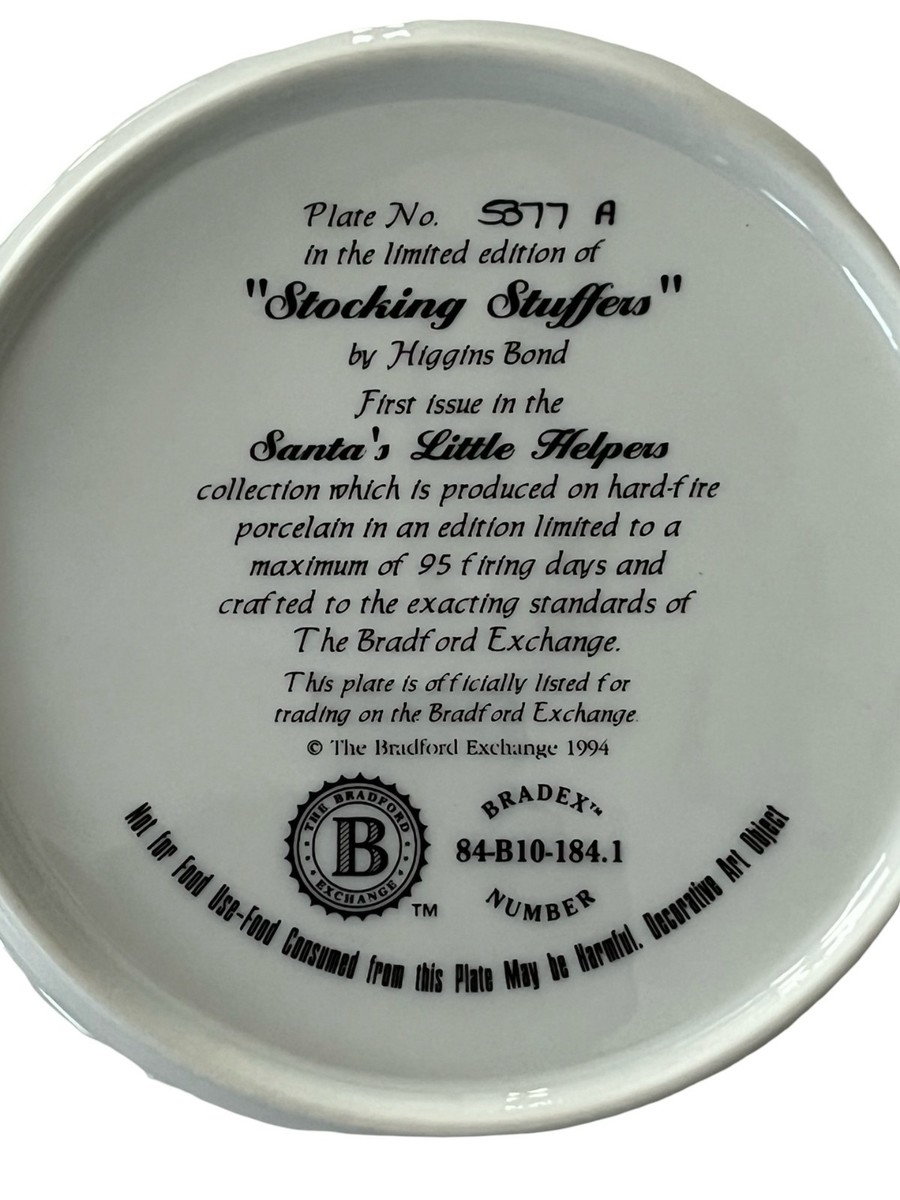 Plate No. 5877 A
in the limited edition of
"Stocking Stuffers"
by Higgins Bond
First issue in the
Santa's Little Helpers
collection which is produced on hard-fire
porcelain in an edition limited to a
maximum of 95 firing days and
crafted to the exacting standards of
The Bradford Exchange.
This plate is officially listed for
trading on the Bradford Exchange.
© The Bradford Exchange 1994
THE BRADFORD
B
EXCHANGE
TM
BRADEX™
84-B10-184.1
NUMBER
Not for Food Use-Food Consumed from this Plate May be Harmful. Decorative Art Object